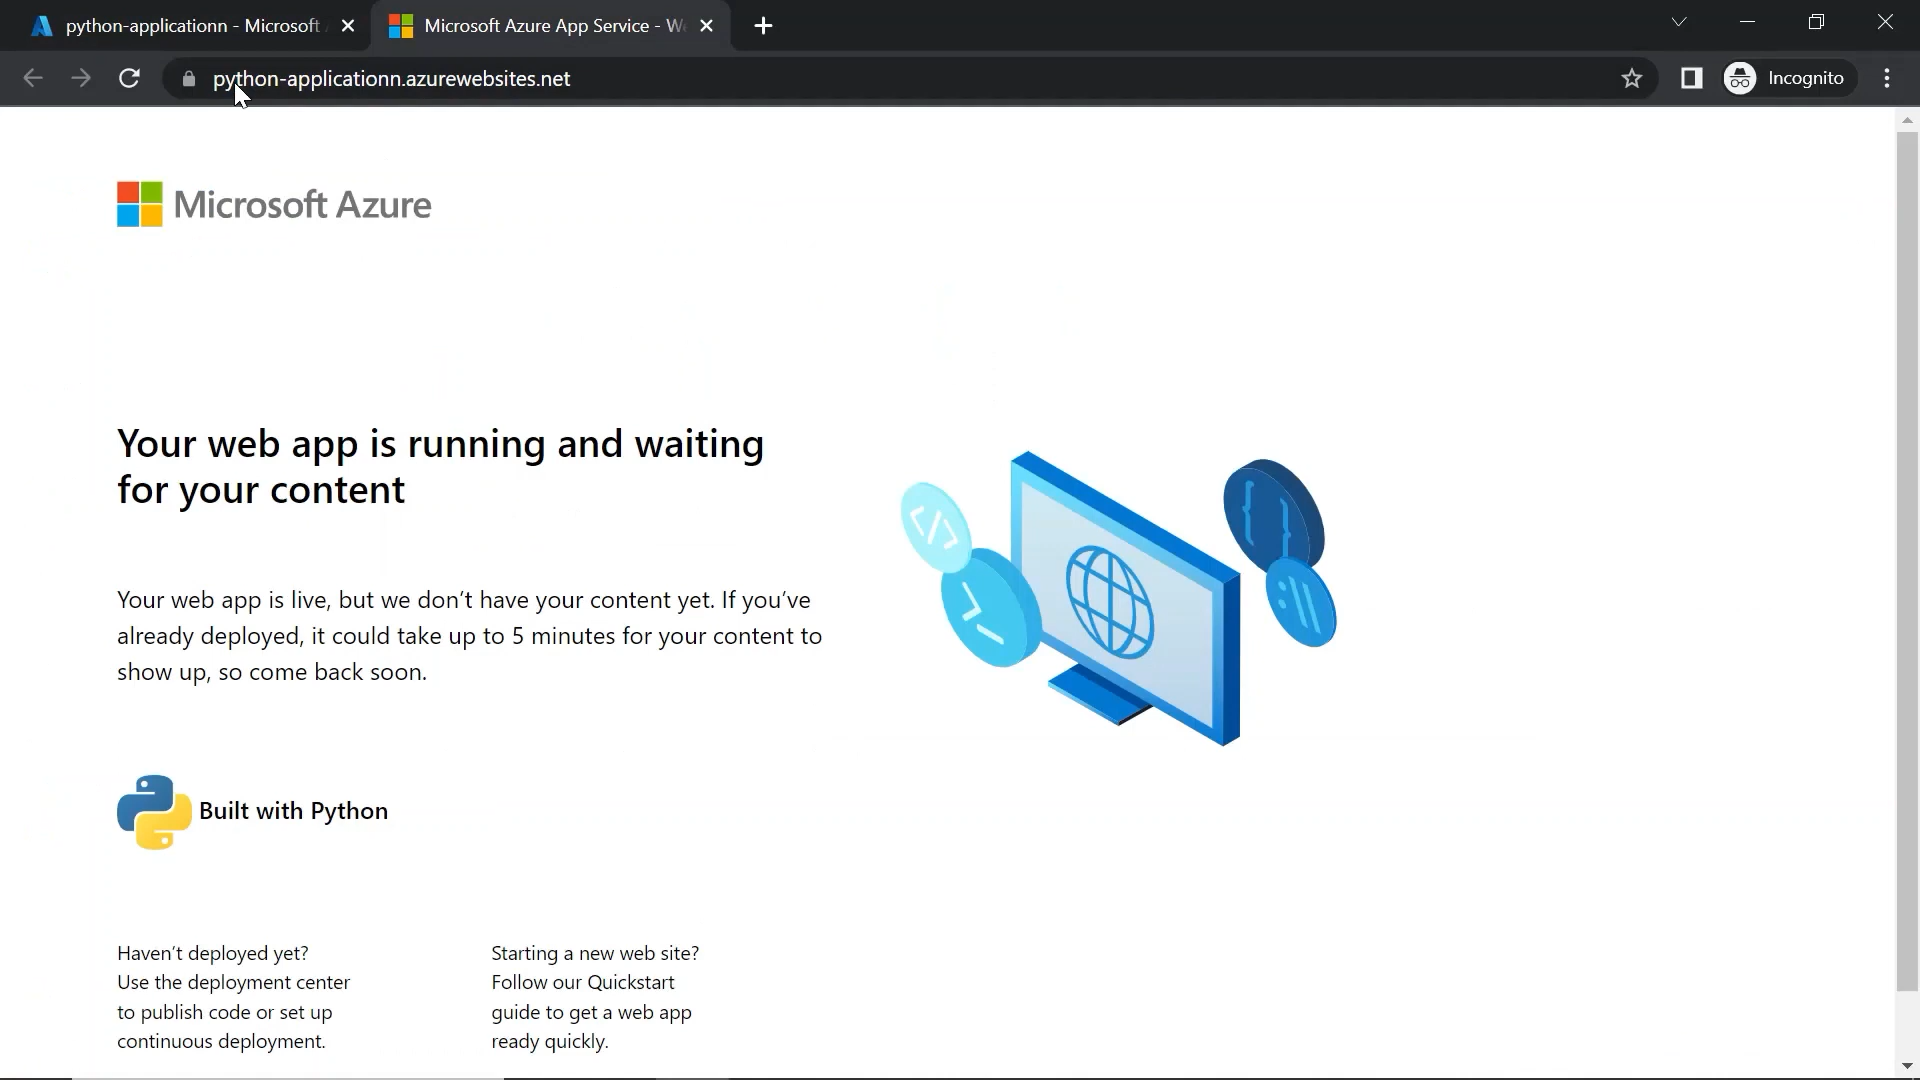 python-applicationn - Microsoft
Microsoft Azure App Service - We
python-applicationn.azurewebsites.net
Incognito
Microsoft Azure
Your web app is running and waiting
for your content
Your web app is live, but we don’t have your content yet. If you’ve
already deployed, it could take up to 5 minutes for your content to
show up, so come back soon.
</>
{ }
>_
:\\
Built with Python
Haven’t deployed yet?
Use the deployment center
to publish code or set up
continuous deployment.
Starting a new web site?
Follow our Quickstart
guide to get a web app
ready quickly.